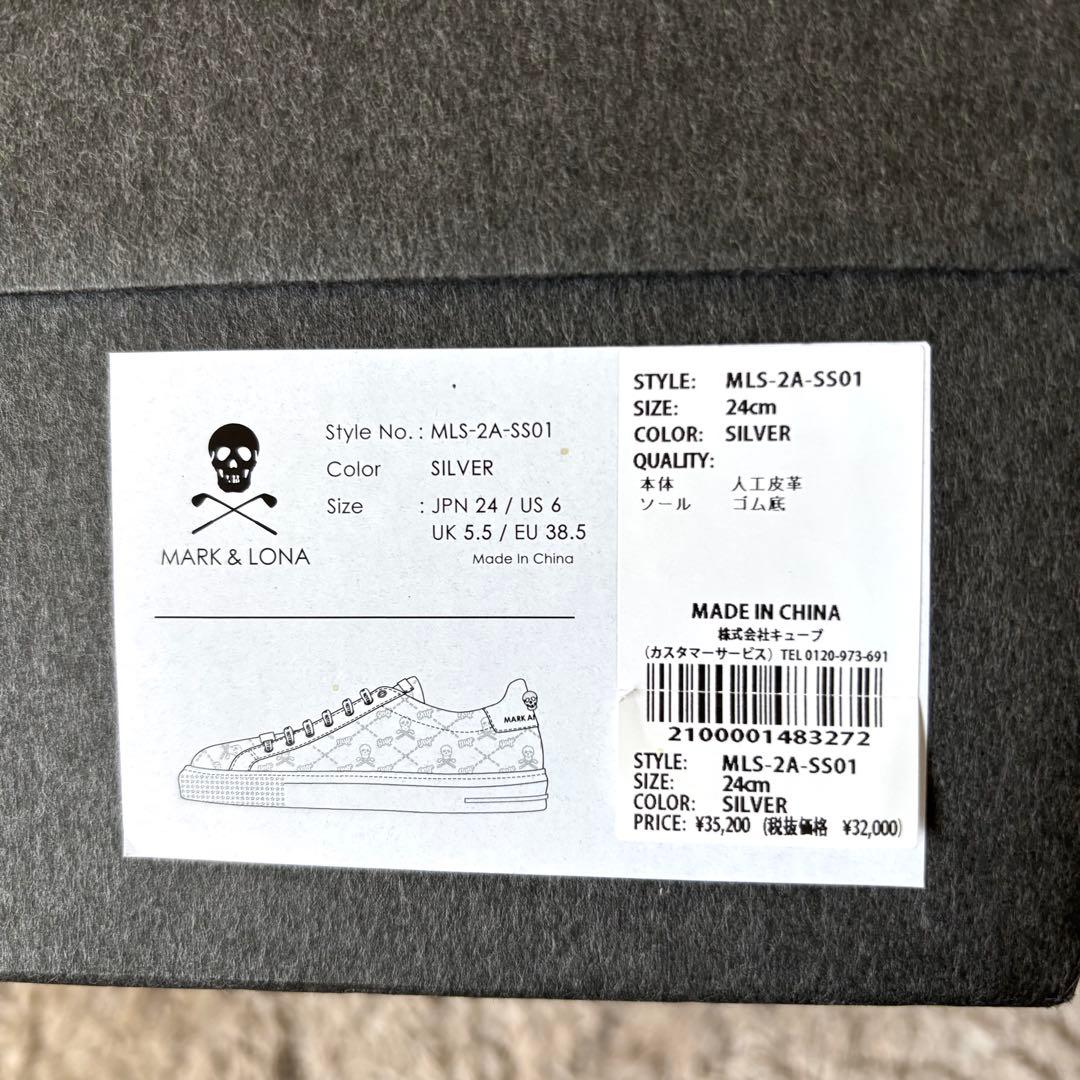 MARK & LONA
Style No. : MLS-2A-SS01
Color SILVER
Size : JPN 24 / US 6
UK 5.5 / EU 38.5
Made In China
MARK AN
STYLE: MLS-2A-SS01
SIZE: 24cm
COLOR: SILVER
QUALITY:
本体 人工皮革
ソール ゴム底
MADE IN CHINA
株式会社キューブ
(カスタマーサービス) TEL 0120-973-691
2100001483272
STYLE: MLS-2A-SS01
SIZE: 24cm
COLOR: SILVER
PRICE: ¥35,200 (税抜価格 ¥32,000)